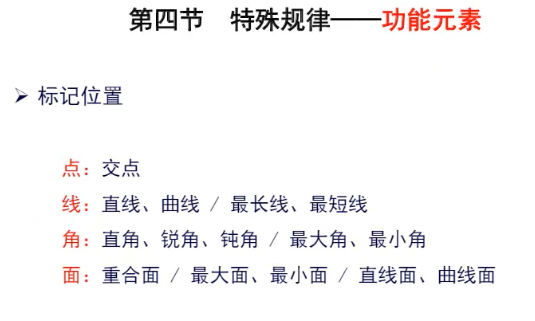 第四节 特殊规律——功能元素
➢ 标记位置
点：交点
线：直线、曲线 / 最长线、最短线
角：直角、锐角、钝角 / 最大角、最小角
面：重合面 / 最大面、最小面 / 直线面、曲线面